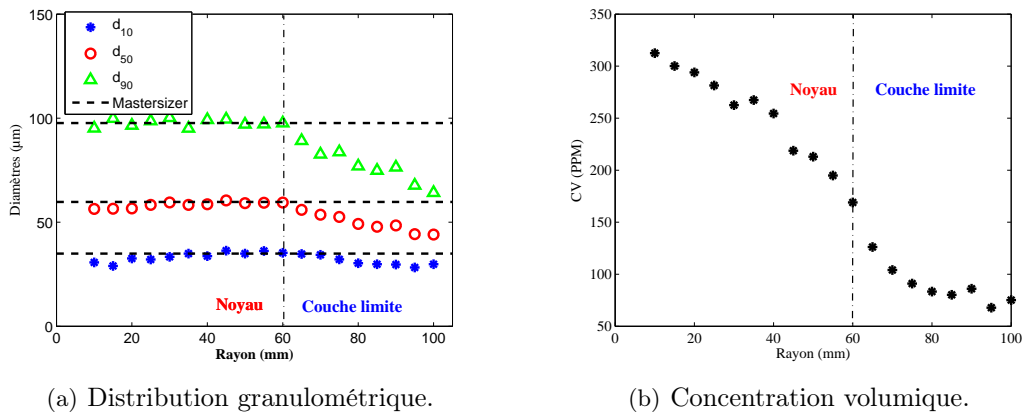 150
100
50
0
Diamètres (µm)
d10
d50
d90
Mastersizer
Noyau
Couche limite
0
20
40
60
80
100
Rayon (mm)
(a) Distribution granulométrique.
350
300
250
200
150
100
50
CV (PPM)
Noyau
Couche limite
0
20
40
60
80
100
Rayon (mm)
(b) Concentration volumique.